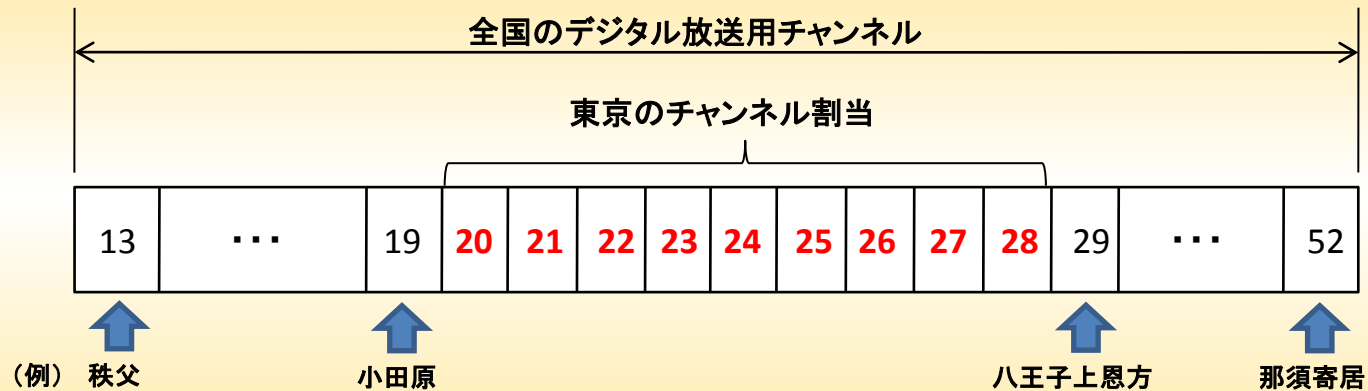 全国のデジタル放送用チャンネル
東京のチャンネル割当
13 ・・・ 19 20 21 22 23 24 25 26 27 28 29 ・・・ 52
（例） 秩父 小田原 八王子上恩方 那須寄居